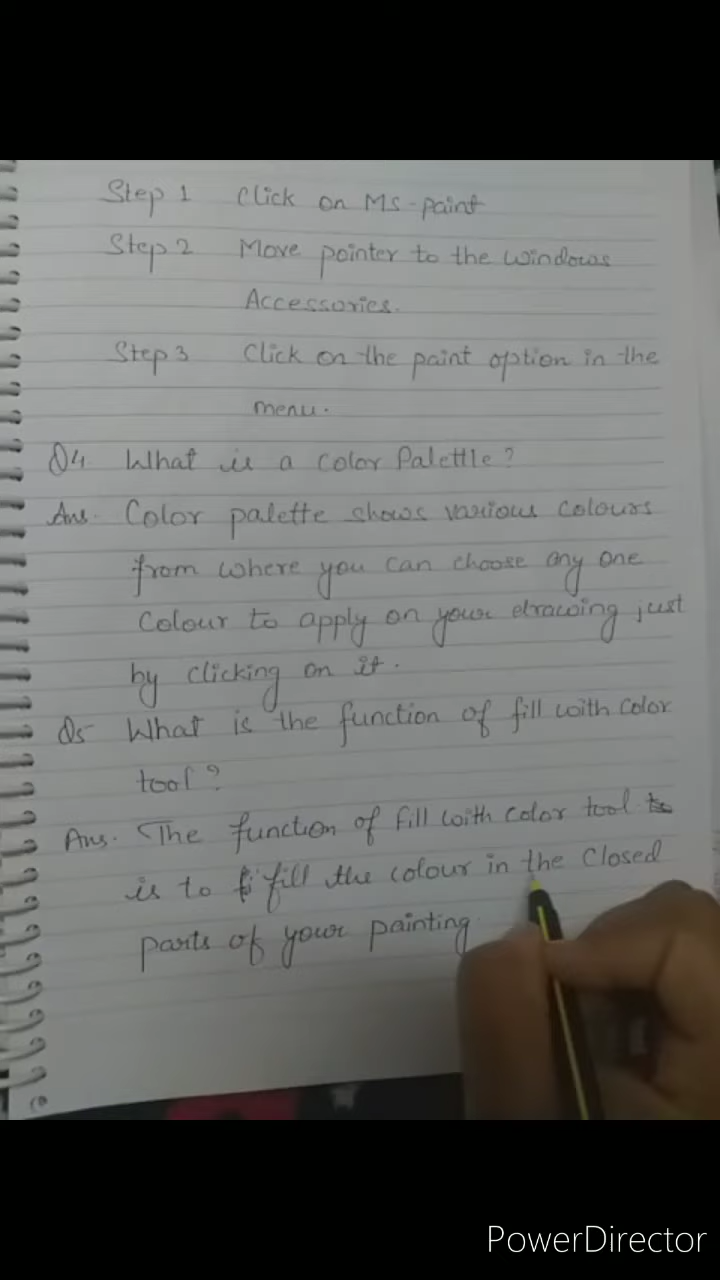 Step 1 Click on MS-paint
Step 2 Move pointer to the windows
Accessories.
Step 3 Click on the paint option in the
menu.
Q4 What is a color Palettle?
Ans. Color palette shows various colours
from where you can choose any one
colour to apply on your drawing just
by clicking on it.
Q5 What is the function of fill with color
tool?
Ans. The function of fill with color tool
is to fill the colour in the closed
parts of your painting
PowerDirector